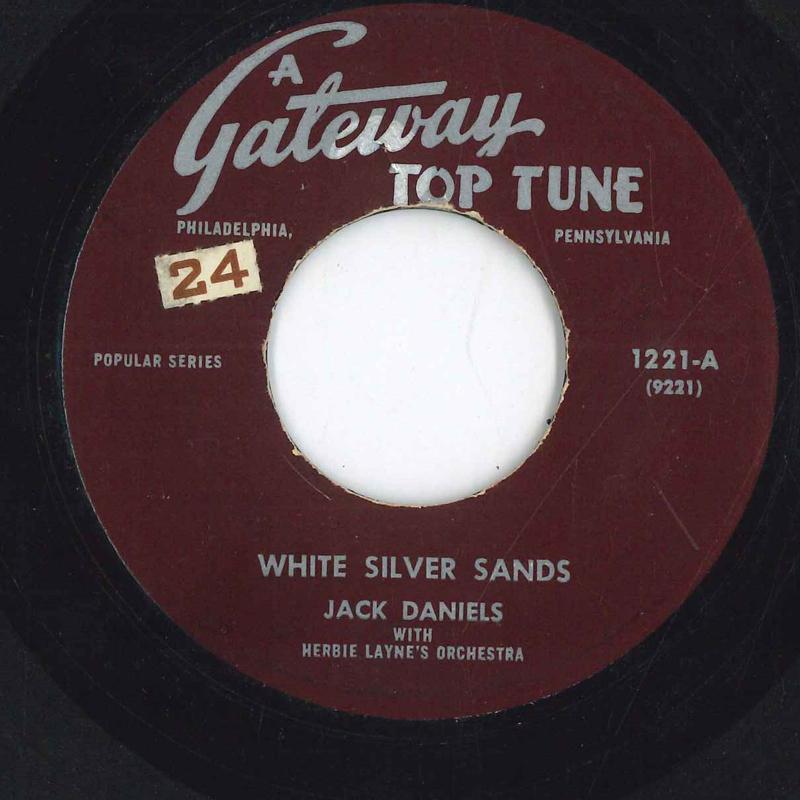 A
Gateway
TOP TUNE
PHILADELPHIA, PENNSYLVANIA
24
POPULAR SERIES
1221-A
(9221)
WHITE SILVER SANDS
JACK DANIELS
WITH
HERBIE LAYNE'S ORCHESTRA